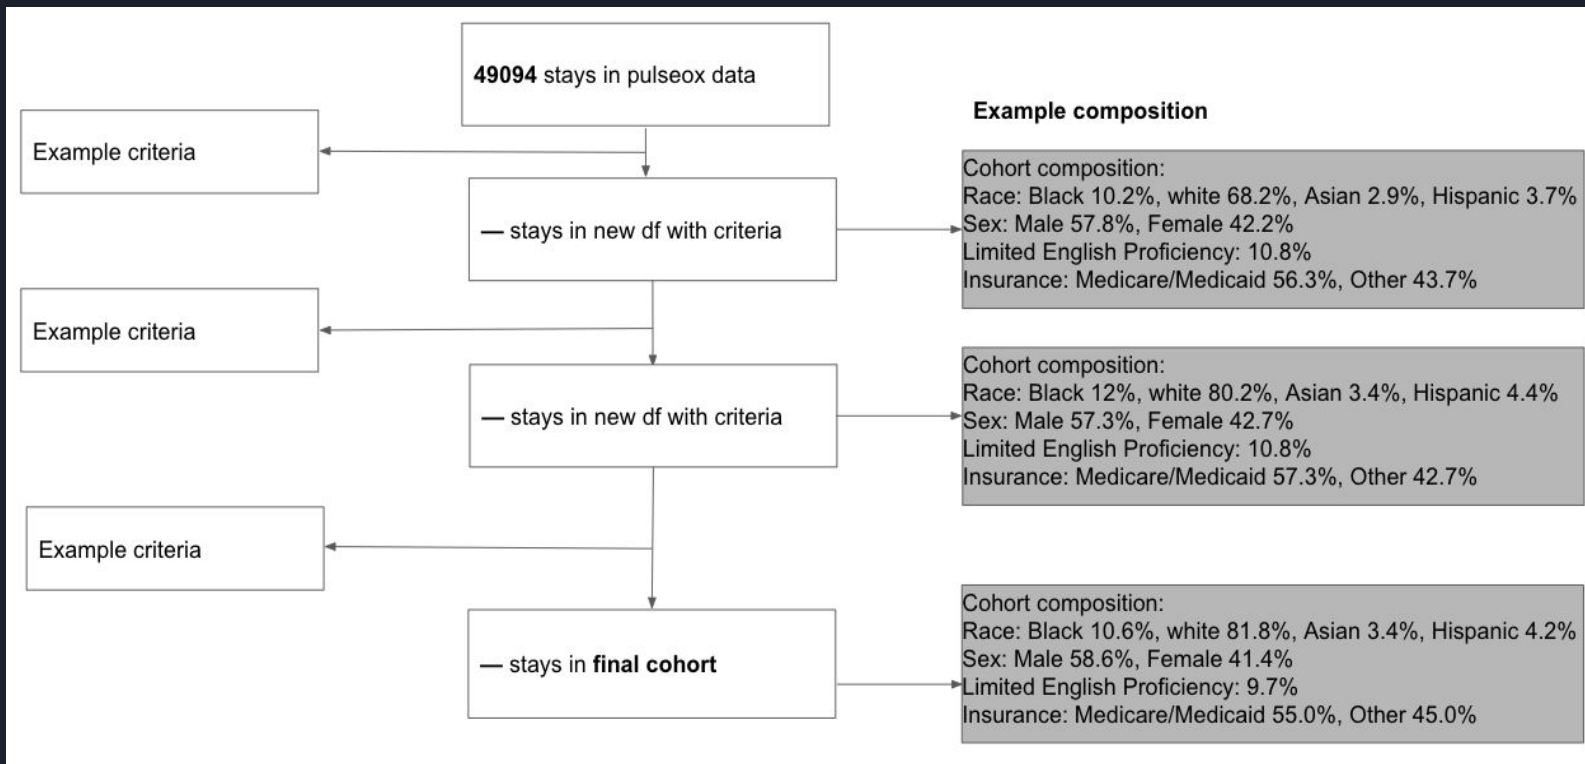 49094 stays in pulseox data
Example criteria
Example composition
— stays in new df with criteria
Cohort composition:
Race: Black 10.2%, white 68.2%, Asian 2.9%, Hispanic 3.7%
Sex: Male 57.8%, Female 42.2%
Limited English Proficiency: 10.8%
Insurance: Medicare/Medicaid 56.3%, Other 43.7%
Example criteria
— stays in new df with criteria
Cohort composition:
Race: Black 12%, white 80.2%, Asian 3.4%, Hispanic 4.4%
Sex: Male 57.3%, Female 42.7%
Limited English Proficiency: 10.8%
Insurance: Medicare/Medicaid 57.3%, Other 42.7%
Example criteria
— stays in final cohort
Cohort composition:
Race: Black 10.6%, white 81.8%, Asian 3.4%, Hispanic 4.2%
Sex: Male 58.6%, Female 41.4%
Limited English Proficiency: 9.7%
Insurance: Medicare/Medicaid 55.0%, Other 45.0%